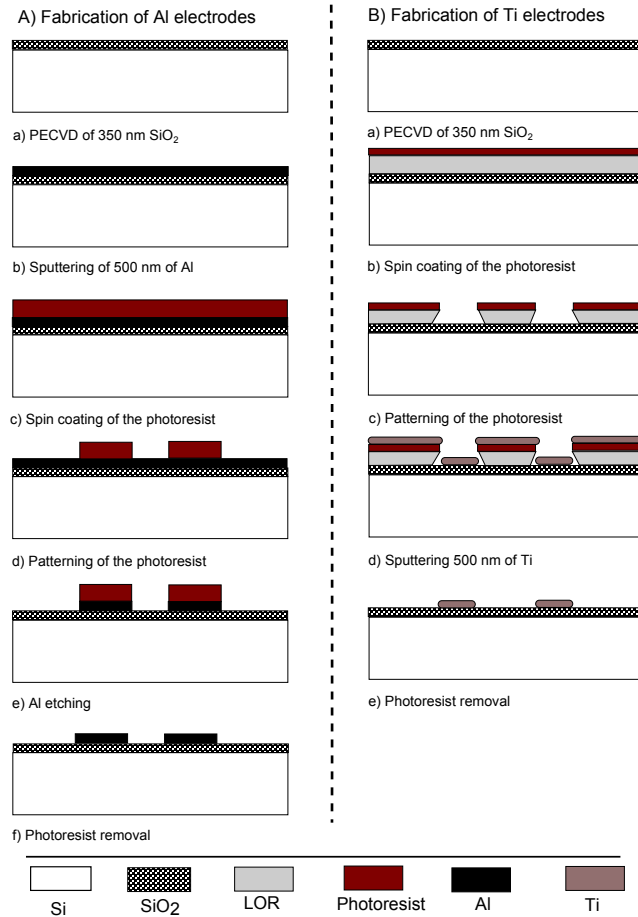 A) Fabrication of Al electrodes
a) PECVD of 350 nm SiO₂
b) Sputtering of 500 nm of Al
c) Spin coating of the photoresist
d) Patterning of the photoresist
e) Al etching
f) Photoresist removal
B) Fabrication of Ti electrodes
a) PECVD of 350 nm SiO₂
b) Spin coating of the photoresist
c) Patterning of the photoresist
d) Sputtering 500 nm of Ti
e) Photoresist removal
Si
SiO₂
LOR
Photoresist
Al
Ti